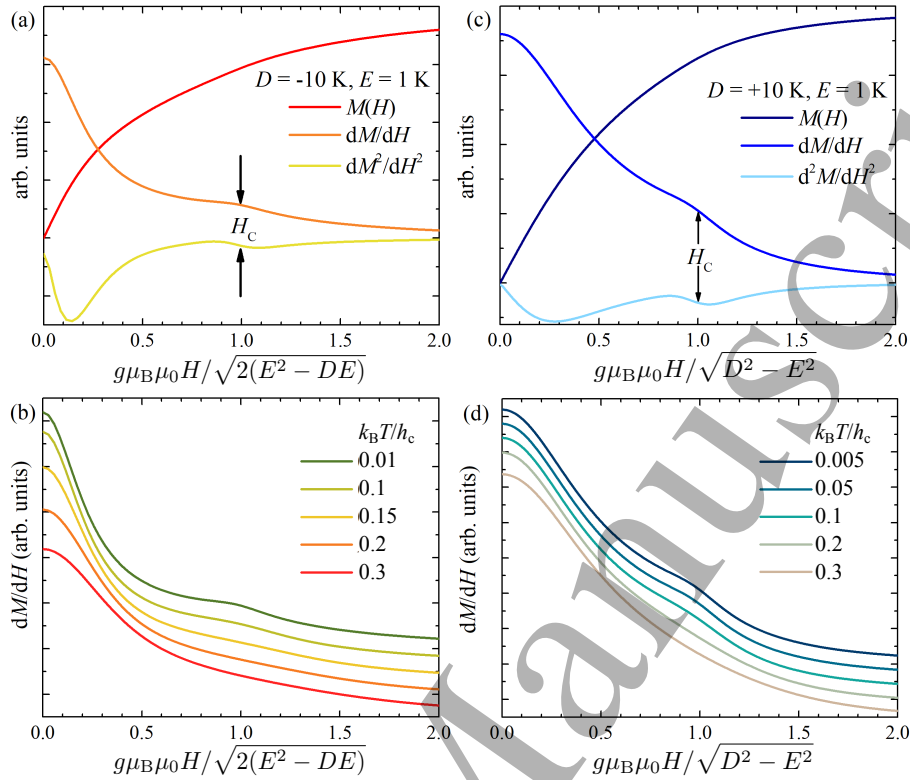 (a)
D = -10 K, E = 1 K
M(H)
dM/dH
dM²/dH²
H_C
arb. units
0.0 0.5 1.0 1.5 2.0
gμ_Bμ_0H/√2(E² − DE)
(c)
D = +10 K, E = 1 K
M(H)
dM/dH
d²M/dH²
H_C
arb. units
0.0 0.5 1.0 1.5 2.0
gμ_Bμ_0H/√D² − E²
(b)
k_BT/h_c
0.01
0.1
0.15
0.2
0.3
dM/dH (arb. units)
0.0 0.5 1.0 1.5 2.0
gμ_Bμ_0H/√2(E² − DE)
(d)
k_BT/h_c
0.005
0.05
0.1
0.2
0.3
dM/dH (arb. units)
0.0 0.5 1.0 1.5 2.0
gμ_Bμ_0H/√D² − E²
Manuscri